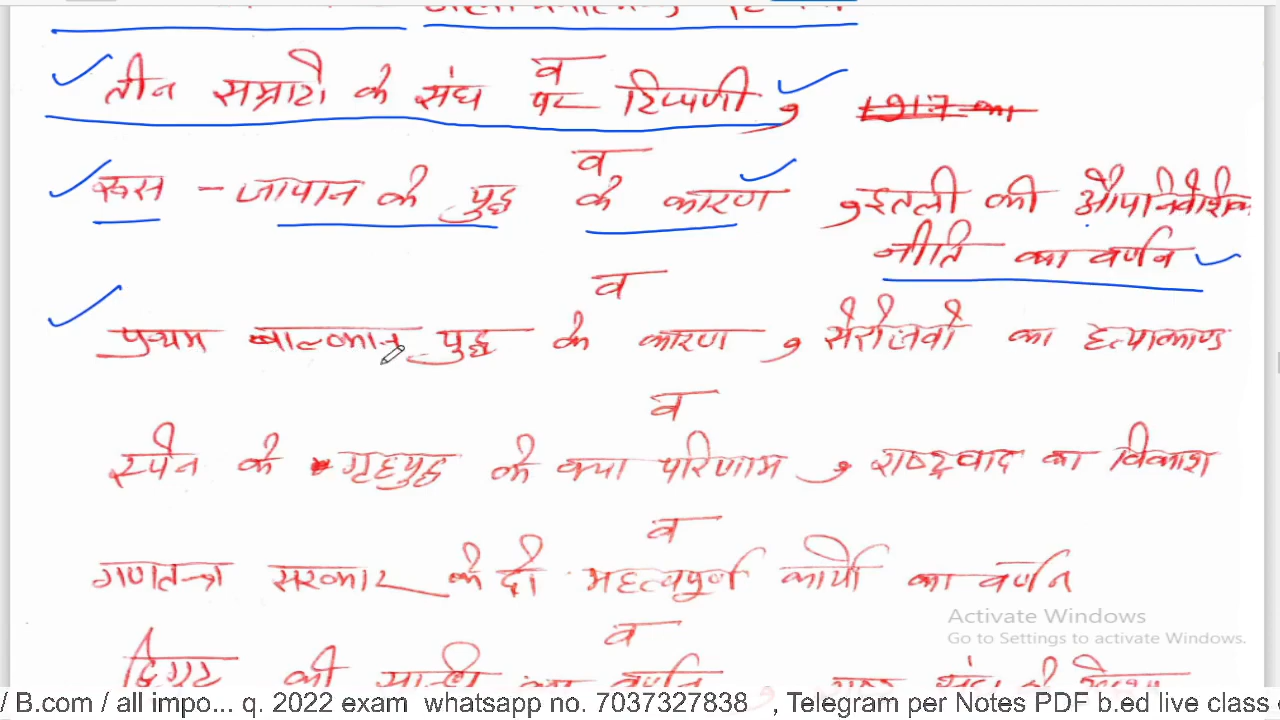 तीन सम्राटो के संघ पर टिप्पणी ,
व
रूस - जापान के युद्ध के कारण , इतली की औपनिवेशिक
नीति का वर्णन
व
प्रथम बाल्कान युद्ध के कारण , सेराजेवो का हत्याकाण्ड
व
स्पेन के गृहयुद्ध के क्या परिणाम , राष्ट्रवाद का विकाश
व
गणतन्त्र सरकार के दो महत्वपूर्ण कार्यो का वर्णन
व
की
Activate Windows
Go to Settings to activate Windows.
/ B.com / all impo... q. 2022 exam whatsapp no. 7037327838 , Telegram per Notes PDF b.ed live class